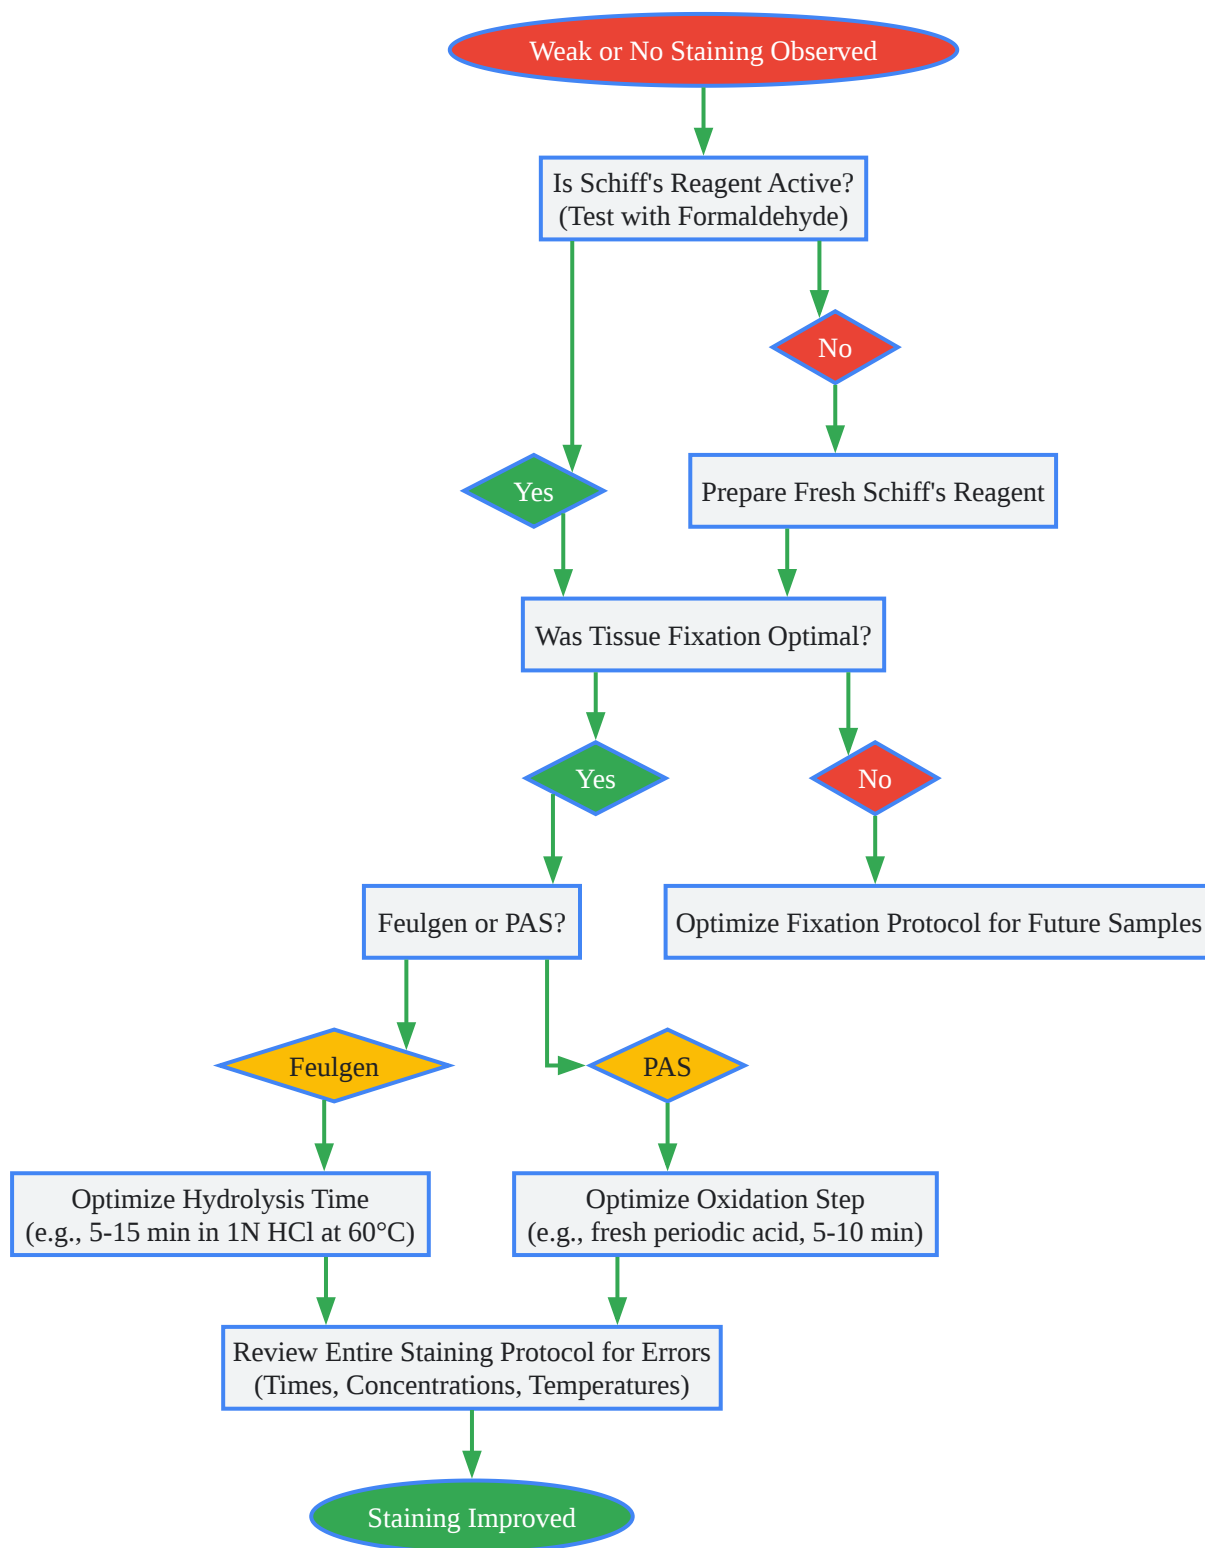 Weak or No Staining Observed
Is Schiff's Reagent Active?
(Test with Formaldehyde)
No
Yes
Prepare Fresh Schiff's Reagent
Was Tissue Fixation Optimal?
Yes
No
Feulgen or PAS?
Optimize Fixation Protocol for Future Samples
Feulgen
PAS
Optimize Hydrolysis Time
(e.g., 5-15 min in 1N HCl at 60°C)
Optimize Oxidation Step
(e.g., fresh periodic acid, 5-10 min)
Review Entire Staining Protocol for Errors
(Times, Concentrations, Temperatures)
Staining Improved